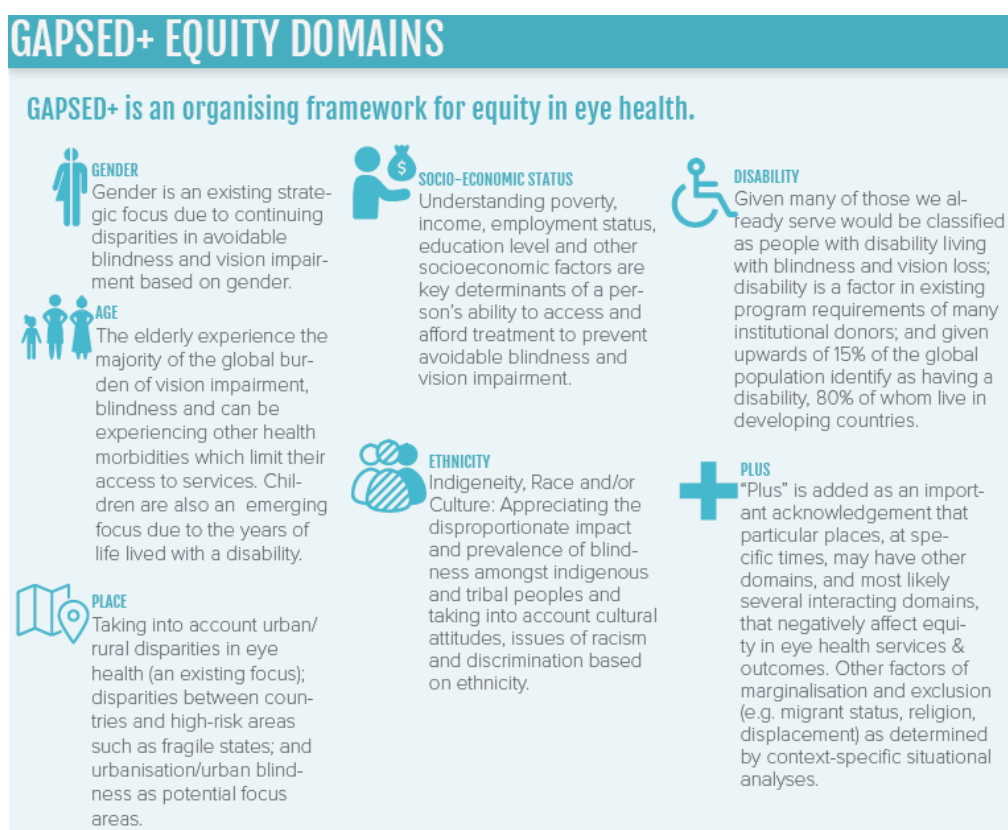 GAPSED+ EQUITY DOMAINS
GAPSED+ is an organising framework for equity in eye health.
GENDER
Gender is an existing strate-
gic focus due to continuing
disparities in avoidable
blindness and vision impair-
ment based on gender.
AGE
The elderly experience the
majority of the global bur-
den of vision impairment,
blindness and can be
experiencing other health
morbidities which limit their
access to services. Chil-
dren are also an emerging
focus due to the years of
life lived with a disability.
PLACE
Taking into account urban/
rural disparities in eye
health (an existing focus);
disparities between coun-
tries and high-risk areas
such as fragile states; and
urbanisation/urban blind-
ness as potential focus
areas.
$
SOCIO-ECONOMIC STATUS
Understanding poverty,
income, employment status,
education level and other
socioeconomic factors are
key determinants of a per-
son's ability to access and
afford treatment to prevent
avoidable blindness and
vision impairment.
ETHNICITY
Indigeneity, Race and/or
Culture: Appreciating the
disproportionate impact
and prevalence of blind-
ness amongst indigenous
and tribal peoples and
taking into account cultural
attitudes, issues of racism
and discrimination based
on ethnicity.
DISABILITY
Given many of those we al-
ready serve would be classified
as people with disability living
with blindness and vision loss;
disability is a factor in existing
program requirements of many
institutional donors; and given
upwards of 15% of the global
population identify as having a
disability, 80% of whom live in
developing countries.
PLUS
"Plus" is added as an import-
ant acknowledgement that
particular places, at spe-
cific times, may have other
domains, and most likely
several interacting domains,
that negatively affect equi-
ty in eye health services &
outcomes. Other factors of
marginalisation and exclusion
(e.g. migrant status, religion,
displacement) as determined
by context-specific situational
analyses.